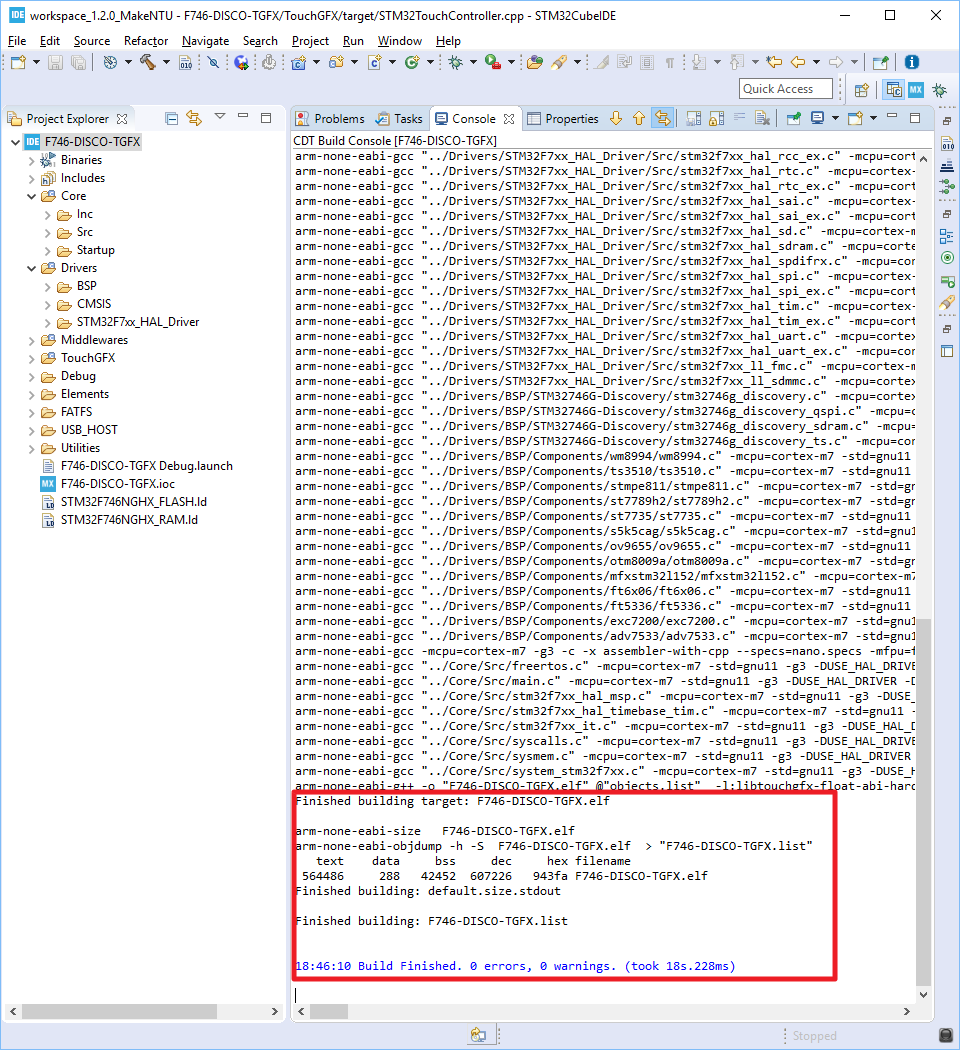 IDE workspace_1.2.0_MakeNTU - F746-DISCO-TGFX/TouchGFX/target/STM32TouchController.cpp - STM32CubeIDE
File Edit Source Refactor Navigate Search Project Run Window Help
Quick Access
MX
Project Explorer
Problems Tasks Console Properties
CDT Build Console [F746-DISCO-TGFX]
IDE F746-DISCO-TGFX
Binaries
Includes
Core
Inc
Src
Startup
Drivers
BSP
CMSIS
STM32F7xx_HAL_Driver
Middlewares
TouchGFX
Debug
Elements
FATFS
USB_HOST
Utilities
F746-DISCO-TGFX Debug.launch
MX F746-DISCO-TGFX.ioc
STM32F746NGHX_FLASH.ld
STM32F746NGHX_RAM.ld
arm-none-eabi-gcc "../Drivers/STM32F7xx_HAL_Driver/Src/stm32f7xx_hal_rcc_ex.c" -mcpu=cort
arm-none-eabi-gcc "../Drivers/STM32F7xx_HAL_Driver/Src/stm32f7xx_hal_rtc.c" -mcpu=cortex-
arm-none-eabi-gcc "../Drivers/STM32F7xx_HAL_Driver/Src/stm32f7xx_hal_rtc_ex.c" -mcpu=cort
arm-none-eabi-gcc "../Drivers/STM32F7xx_HAL_Driver/Src/stm32f7xx_hal_sai.c" -mcpu=cortex-
arm-none-eabi-gcc "../Drivers/STM32F7xx_HAL_Driver/Src/stm32f7xx_hal_sai_ex.c" -mcpu=cort
arm-none-eabi-gcc "../Drivers/STM32F7xx_HAL_Driver/Src/stm32f7xx_hal_sd.c" -mcpu=cortex-m
arm-none-eabi-gcc "../Drivers/STM32F7xx_HAL_Driver/Src/stm32f7xx_hal_sdram.c" -mcpu=corte
arm-none-eabi-gcc "../Drivers/STM32F7xx_HAL_Driver/Src/stm32f7xx_hal_spdifrx.c" -mcpu=cor
arm-none-eabi-gcc "../Drivers/STM32F7xx_HAL_Driver/Src/stm32f7xx_hal_spi.c" -mcpu=cortex-
arm-none-eabi-gcc "../Drivers/STM32F7xx_HAL_Driver/Src/stm32f7xx_hal_spi_ex.c" -mcpu=cort
arm-none-eabi-gcc "../Drivers/STM32F7xx_HAL_Driver/Src/stm32f7xx_hal_tim.c" -mcpu=cortex-
arm-none-eabi-gcc "../Drivers/STM32F7xx_HAL_Driver/Src/stm32f7xx_hal_tim_ex.c" -mcpu=cort
arm-none-eabi-gcc "../Drivers/STM32F7xx_HAL_Driver/Src/stm32f7xx_hal_uart.c" -mcpu=cortex
arm-none-eabi-gcc "../Drivers/STM32F7xx_HAL_Driver/Src/stm32f7xx_hal_uart_ex.c" -mcpu=cor
arm-none-eabi-gcc "../Drivers/STM32F7xx_HAL_Driver/Src/stm32f7xx_ll_fmc.c" -mcpu=cortex-m
arm-none-eabi-gcc "../Drivers/STM32F7xx_HAL_Driver/Src/stm32f7xx_ll_sdmmc.c" -mcpu=cortex
arm-none-eabi-gcc "../Drivers/BSP/STM32746G-Discovery/stm32746g_discovery.c" -mcpu=cortex
arm-none-eabi-gcc "../Drivers/BSP/STM32746G-Discovery/stm32746g_discovery_qspi.c" -mcpu=c
arm-none-eabi-gcc "../Drivers/BSP/STM32746G-Discovery/stm32746g_discovery_sdram.c" -mcpu=
arm-none-eabi-gcc "../Drivers/BSP/STM32746G-Discovery/stm32746g_discovery_ts.c" -mcpu=cor
arm-none-eabi-gcc "../Drivers/BSP/Components/wm8994/wm8994.c" -mcpu=cortex-m7 -std=gnu11
arm-none-eabi-gcc "../Drivers/BSP/Components/ts3510/ts3510.c" -mcpu=cortex-m7 -std=gnu11
arm-none-eabi-gcc "../Drivers/BSP/Components/stmpe811/stmpe811.c" -mcpu=cortex-m7 -std=gn
arm-none-eabi-gcc "../Drivers/BSP/Components/st7789h2/st7789h2.c" -mcpu=cortex-m7 -std=gn
arm-none-eabi-gcc "../Drivers/BSP/Components/st7735/st7735.c" -mcpu=cortex-m7 -std=gnu11
arm-none-eabi-gcc "../Drivers/BSP/Components/s5k5cag/s5k5cag.c" -mcpu=cortex-m7 -std=gnu1
arm-none-eabi-gcc "../Drivers/BSP/Components/ov9655/ov9655.c" -mcpu=cortex-m7 -std=gnu11
arm-none-eabi-gcc "../Drivers/BSP/Components/otm8009a/otm8009a.c" -mcpu=cortex-m7 -std=gn
arm-none-eabi-gcc "../Drivers/BSP/Components/mfxstm32l152/mfxstm32l152.c" -mcpu=cortex-m7
arm-none-eabi-gcc "../Drivers/BSP/Components/ft6x06/ft6x06.c" -mcpu=cortex-m7 -std=gnu11
arm-none-eabi-gcc "../Drivers/BSP/Components/ft5336/ft5336.c" -mcpu=cortex-m7 -std=gnu11
arm-none-eabi-gcc "../Drivers/BSP/Components/exc7200/exc7200.c" -mcpu=cortex-m7 -std=gnu1
arm-none-eabi-gcc "../Drivers/BSP/Components/adv7533/adv7533.c" -mcpu=cortex-m7 -std=gnu1
arm-none-eabi-gcc -mcpu=cortex-m7 -g3 -c -x assembler-with-cpp --specs=nano.specs -mfpu=f
arm-none-eabi-gcc "../Core/Src/freertos.c" -mcpu=cortex-m7 -std=gnu11 -g3 -DUSE_HAL_DRIVE
arm-none-eabi-gcc "../Core/Src/main.c" -mcpu=cortex-m7 -std=gnu11 -g3 -DUSE_HAL_DRIVER -D
arm-none-eabi-gcc "../Core/Src/stm32f7xx_hal_msp.c" -mcpu=cortex-m7 -std=gnu11 -g3 -DUSE_
arm-none-eabi-gcc "../Core/Src/stm32f7xx_hal_timebase_tim.c" -mcpu=cortex-m7 -std=gnu11 -
arm-none-eabi-gcc "../Core/Src/stm32f7xx_it.c" -mcpu=cortex-m7 -std=gnu11 -g3 -DUSE_HAL_D
arm-none-eabi-gcc "../Core/Src/syscalls.c" -mcpu=cortex-m7 -std=gnu11 -g3 -DUSE_HAL_DRIVE
arm-none-eabi-gcc "../Core/Src/sysmem.c" -mcpu=cortex-m7 -std=gnu11 -g3 -DUSE_HAL_DRIVER
arm-none-eabi-gcc "../Core/Src/system_stm32f7xx.c" -mcpu=cortex-m7 -std=gnu11 -g3 -DUSE_H
arm-none-eabi-g++ -o "F746-DISCO-TGFX.elf" @"objects.list" -l:libtouchgfx-float-abi-hard
Finished building target: F746-DISCO-TGFX.elf
arm-none-eabi-size F746-DISCO-TGFX.elf
arm-none-eabi-objdump -h -S F746-DISCO-TGFX.elf > "F746-DISCO-TGFX.list"
text data bss dec hex filename
564486 288 42452 607226 943fa F746-DISCO-TGFX.elf
Finished building: default.size.stdout
Finished building: F746-DISCO-TGFX.list
18:46:10 Build Finished. 0 errors, 0 warnings. (took 18s.228ms)
Stopped